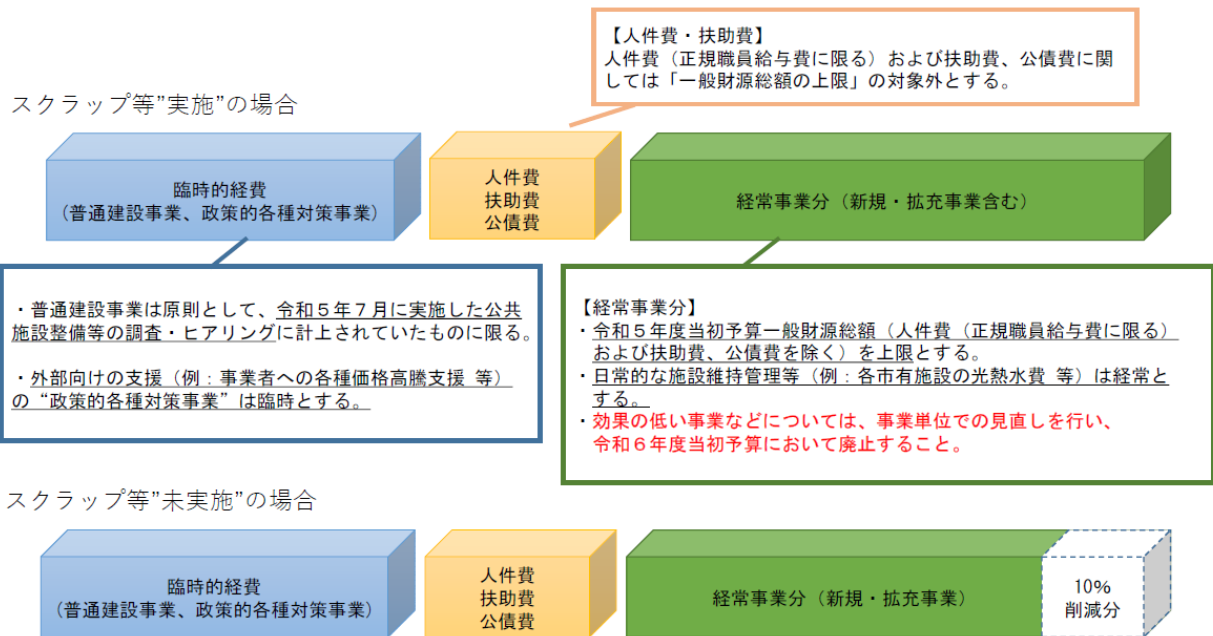 【人件費・扶助費】
人件費（正規職員給与費に限る）および扶助費、公債費に関
しては「一般財源総額の上限」の対象外とする。
スクラップ等”実施”の場合
臨時的経費
（普通建設事業、政策的各種対策事業）
人件費
扶助費
公債費
経常事業分（新規・拡充事業含む）
・普通建設事業は原則として、令和５年７月に実施した公共
施設整備等の調査・ヒアリングに計上されていたものに限る。
・外部向けの支援（例：事業者への各種価格高騰支援 等）
の“政策的各種対策事業”は臨時とする。
【経常事業分】
・令和５年度当初予算一般財源総額（人件費（正規職員給与費に限る）
および扶助費、公債費を除く）を上限とする。
・日常的な施設維持管理等（例：各市有施設の光熱水費 等）は経常と
する。
・効果の低い事業などについては、事業単位での見直しを行い、
令和６年度当初予算において廃止すること。
スクラップ等”未実施”の場合
臨時的経費
（普通建設事業、政策的各種対策事業）
人件費
扶助費
公債費
経常事業分（新規・拡充事業）
10%
削減分